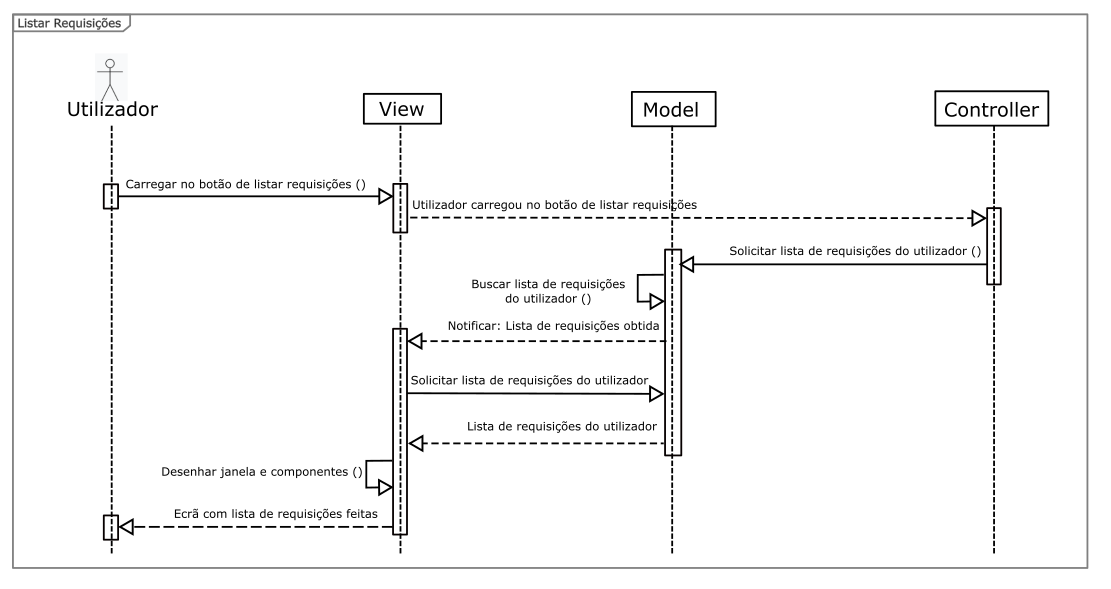 Listar Requisições
Utilizador
View
Model
Controller
Carregar no botão de listar requisições ()
Utilizador carregou no botão de listar requisições
Solicitar lista de requisições do utilizador ()
Buscar lista de requisições
do utilizador ()
Notificar: Lista de requisições obtida
Solicitar lista de requisições do utilizador
Lista de requisições do utilizador
Desenhar janela e componentes ()
Ecrã com lista de requisições feitas